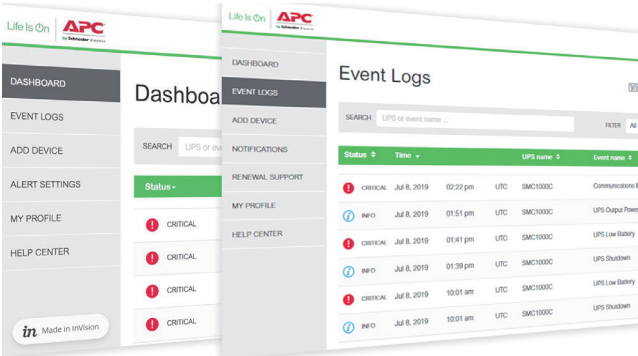 Life Is On
APC
by Schneider Electric
DASHBOARD
EVENT LOGS
ADD DEVICE
ALERT SETTINGS
MY PROFILE
HELP CENTER
in Made in InVision
Dashboa
SEARCH UPS or eve
Status
CRITICAL
CRITICAL
CRITICAL
CRITICAL
Life Is On
APC
by Schneider Electric
DASHBOARD
EVENT LOGS
ADD DEVICE
NOTIFICATIONS
RENEWAL SUPPORT
MY PROFILE
HELP CENTER
Event Logs
SEARCH UPS or event name ... FILTER All
Status Time UPS name Event name
CRITICAL Jul 8, 2019 02:22 pm UTC SMC1000C Communications
INFO Jul 8, 2019 01:51 pm UTC SMC1000C UPS Output Power
CRITICAL Jul 8, 2019 01:41 pm UTC SMC1000C UPS Low Battery
INFO Jul 8, 2019 01:39 pm UTC SMC1000C UPS Shutdown
CRITICAL Jul 8, 2019 10:01 am UTC SMC1000C UPS Low Battery
INFO Jul 8, 2019 10:01 am UTC SMC1000C UPS Shutdown